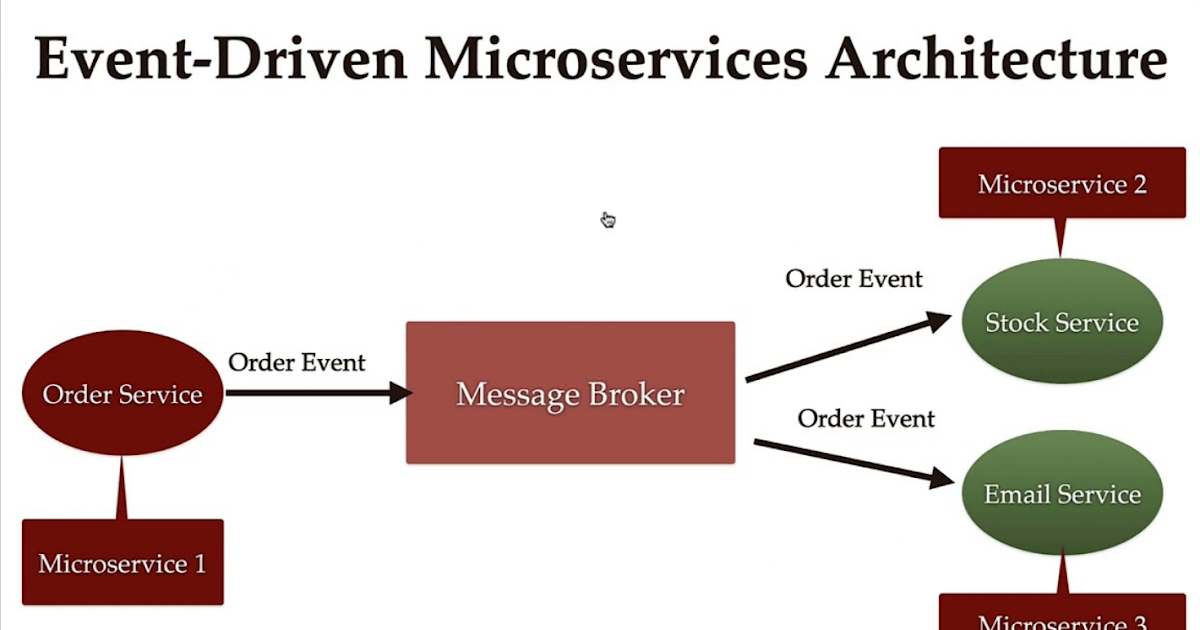 Event-Driven Microservices Architecture
Microservice 2
Order Event
Stock Service
Order Event
Order Service
Message Broker
Order Event
Email Service
Microservice 1
Microservice 3